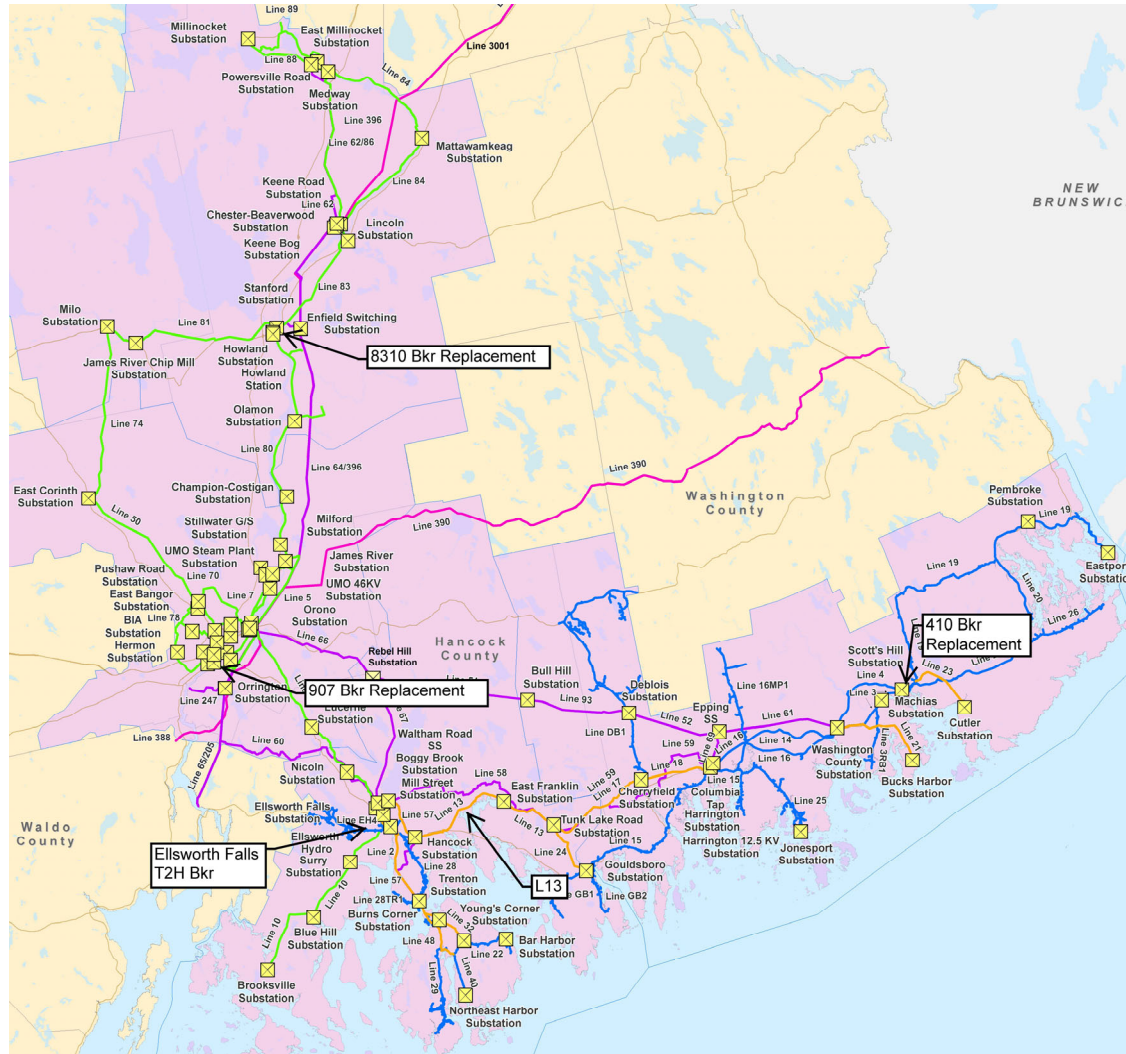 Line 89
Millinocket
Substation
East Millinocket
Substation
Line 3001
Line 88
Powersville Road
Substation
Line 84
Medway
Substation
Line 396
Line 62/86
Mattawamkeag
Substation
NEW
BRUNSWIC
Keene Road
Substation
Line 84
Line 62
Chester-Beaverwood
Substation
Lincoln
Substation
Keene Bog
Substation
Stanford
Substation
Line 83
Milo
Substation
Line 81
Enfield Switching
Substation
James River Chip Mill
Substation
Howland
Substation
Howland
Station
8310 Bkr Replacement
Olamon
Substation
Line 74
Line 80
Line 64/396
Line 390
East Corinth
Substation
Champion-Costigan
Substation
Washington
County
Pembroke
Substation
Line 50
Line 19
Stillwater G/S
Substation
Milford
Substation
Line 390
UMO Steam Plant
Substation
James River
Substation
Eastport
Substation
Pushaw Road
Substation
Line 70
Line 19
UMO 46KV
Substation
East Bangor
Substation
Line 7
Line 5
Line 20
BIA
Substation
Line 78
Orono
Substation
Line 26
Hermon
Substation
Line 66
Hancock
County
410 Bkr
Replacement
Rebel Hill
Substation
Scott's Hill
Substation
Bull Hill
Substation
Line 4
Line 23
Orrington
Substation
907 Bkr Replacement
Deblois
Substation
Line 16MP1
Line 3
Machias
Substation
Cutler
Substation
Line 247
Lucerne
Substation
Line 93
Epping
SS
Line 61
Line 388
Line 60
Line 87
Line DB1
Line 52
Waltham Road
SS
Line 59
Line 69
Line 16
Line 14
Washington
County
Substation
Line 3RB1
Line 21
Line 65/205
Nicoln
Substation
Boggy Brook
Substation
Line 58
Line 59
Line 18
Line 16
Bucks Harbor
Substation
Mill Street
Substation
East Franklin
Substation
Line 17
Cherryfield
Substation
Line 15
Columbia
Tap
Line 25
Ellsworth Falls
Substation
Line EH4
Line 57
Line 13
Harrington
Substation
Waldo
County
Line 13
Tunk Lake Road
Substation
Line 15
Harrington 12.5 KV
Substation
Jonesport
Substation
Ellsworth
Hydro
Hancock
Substation
Ellsworth Falls
T2H Bkr
Surry
Substation
Line 2
Line 28
Line 24
Trenton
Substation
L13
Gouldsboro
Substation
Line 10
Line 57
Line 28TR1
Line GB1
Line GB2
Burns Corner
Substation
Young's Corner
Substation
Line 32
Line 10
Blue Hill
Substation
Line 48
Bar Harbor
Substation
Line 22
Brooksville
Substation
Line 29
Line 40
Northeast Harbor
Substation